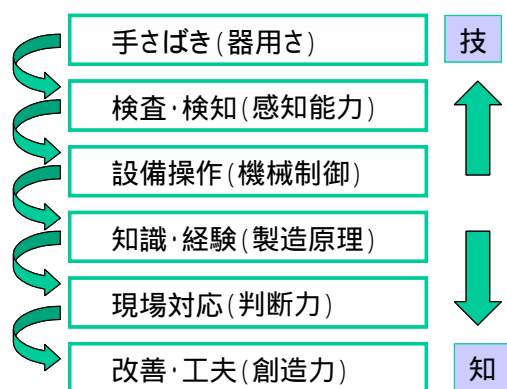 手さばき(器用さ)
技
検査･検知(感知能力)
設備操作(機械制御)
知識･経験(製造原理)
現場対応(判断力)
改善･工夫(創造力)
知